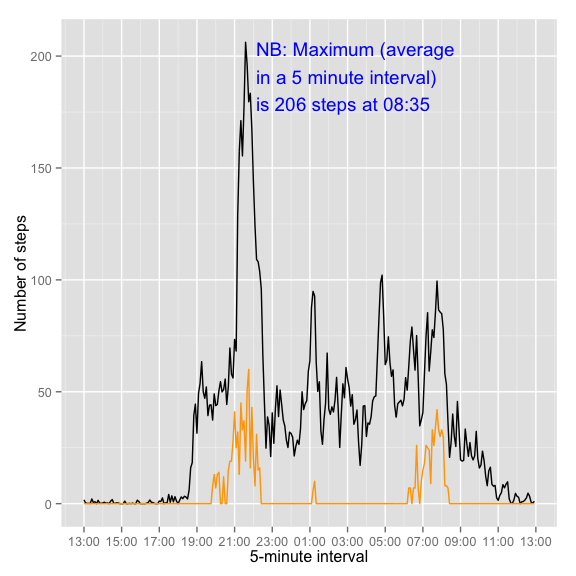 NB: Maximum (average
in a 5 minute interval)
is 206 steps at 08:35
Number of steps
200
150
100
50
0
13:00 15:00 17:00 19:00 21:00 23:00 01:00 03:00 05:00 07:00 09:00 11:00 13:00
5-minute interval